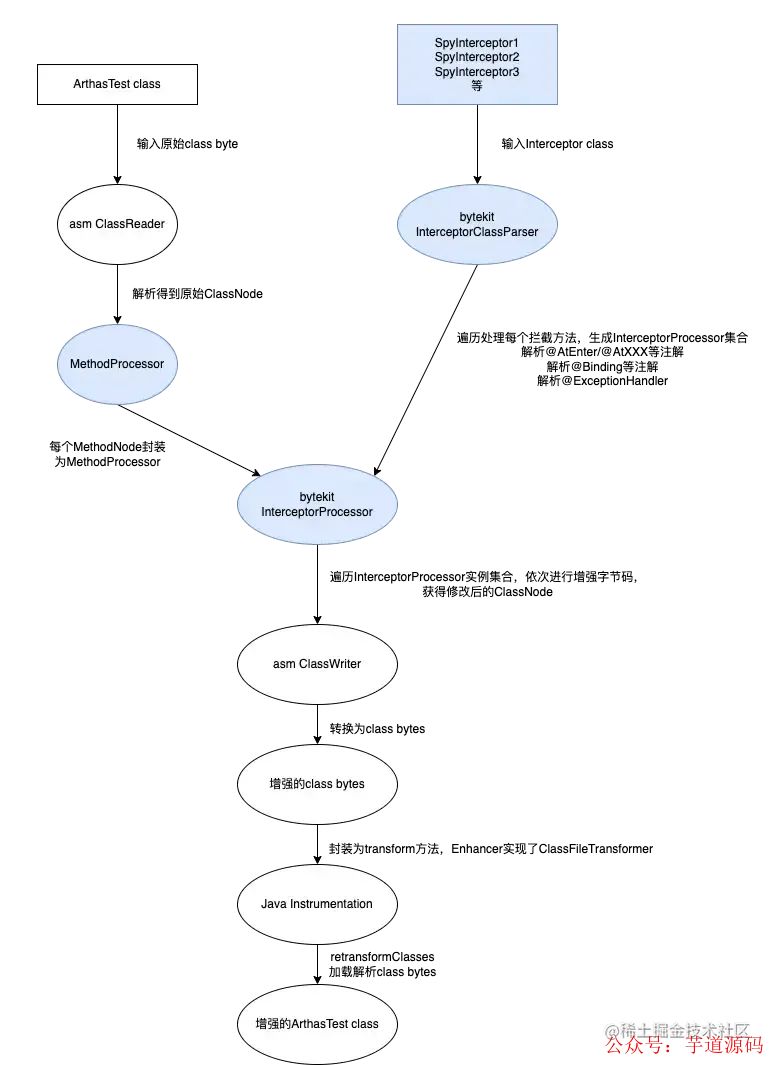 SpyInterceptor1
SpyInterceptor2
SpyInterceptor3
等
ArthasTest class
输入原始class byte
输入Interceptor class
asm ClassReader
bytekit
InterceptorClassParser
解析得到原始ClassNode
遍历处理每个拦截方法，生成InterceptorProcessor集合
解析@AtEnter/@AtXXX等注解
解析@Binding等注解
解析@ExceptionHandler
MethodProcessor
每个MethodNode封装
为MethodProcessor
bytekit
InterceptorProcessor
遍历InterceptorProcessor实例集合，依次进行增强字节码，
获得修改后的ClassNode
asm ClassWriter
转换为class bytes
增强的class bytes
封装为transform方法，Enhancer实现了ClassFileTransformer
Java Instrumentation
retransformClasses
加载解析class bytes
增强的ArthasTest class
@稀土掘金技术社区
公众号：芋道源码